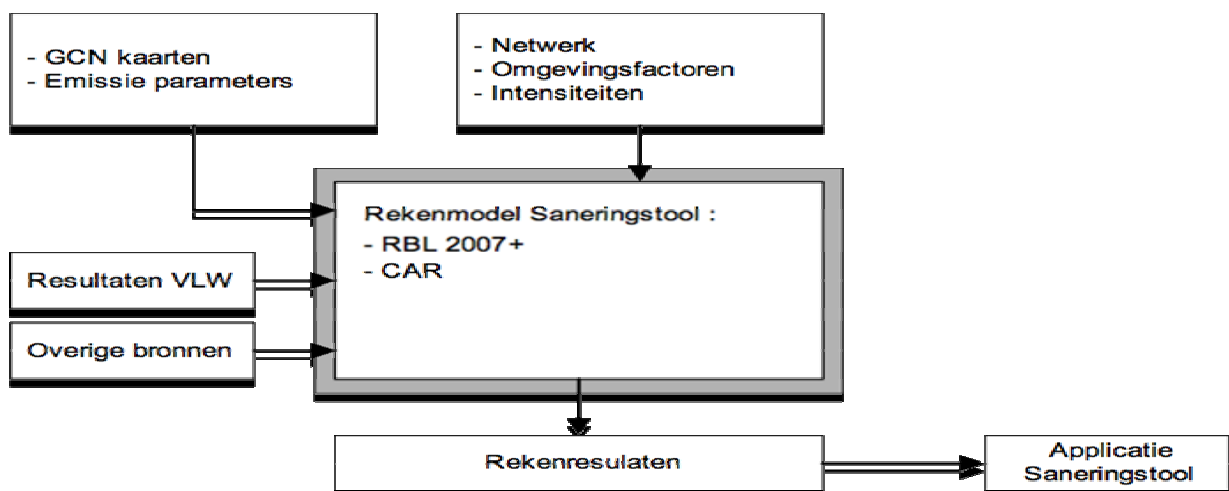 - GCN kaarten
- Emissie parameters
- Netwerk
- Omgevingsfactoren
- Intensiteiten
Rekenmodel Saneringstool :
- RBL 2007+
- CAR
Resultaten VLW
Overige bronnen
Rekenresulaten
Applicatie
Saneringstool